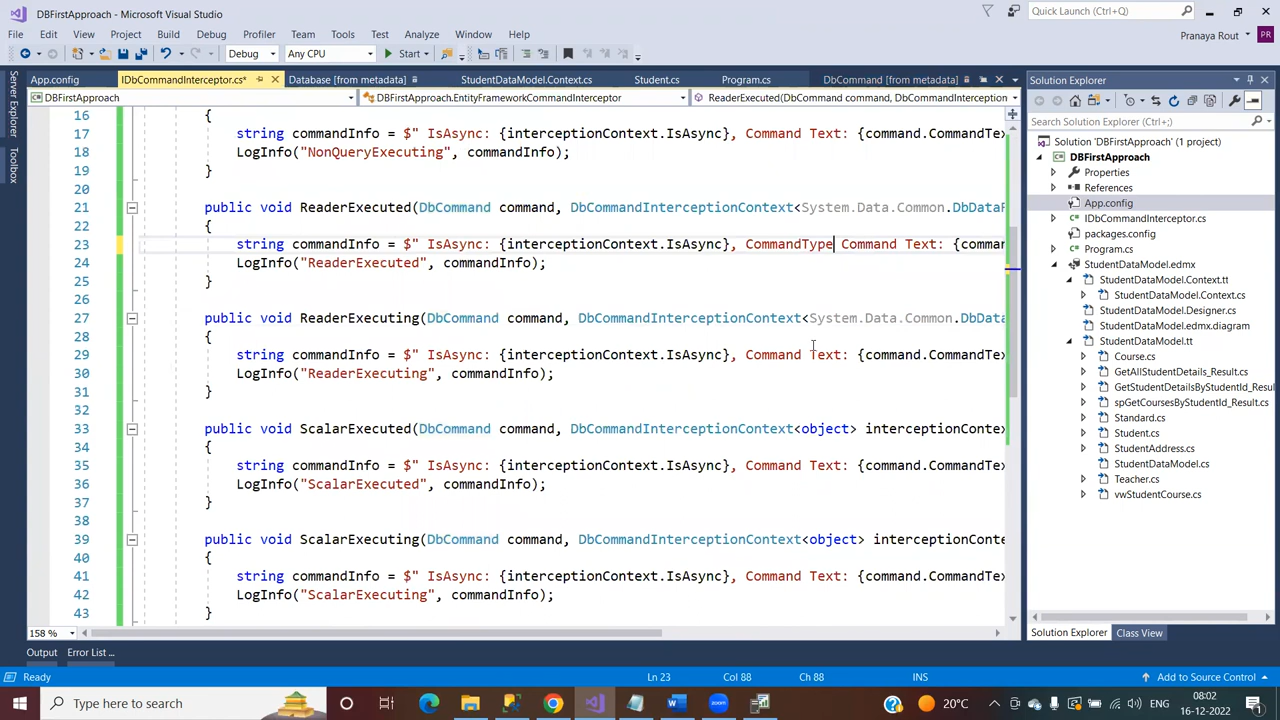 DBFirstApproach - Microsoft Visual Studio
Quick Launch (Ctrl+Q)
File Edit View Project Build Debug Profiler Team Tools Test Analyze Window Help
Pranaya Rout PR
Debug Any CPU Start
App.config IDbCommandInterceptor.cs* Database [from metadata] StudentDataModel.Context.cs Student.cs Program.cs DbCommand [from metadata]
DBFirstApproach DBFirstApproach.EntityFrameworkCommandInterceptor ReaderExecuted(DbCommand command, DbCommandInterception
16 {
17 string commandInfo = $" IsAsync: {interceptionContext.IsAsync}, Command Text: {command.CommandTex
18 LogInfo("NonQueryExecuting", commandInfo);
19 }
20
21 public void ReaderExecuted(DbCommand command, DbCommandInterceptionContext<System.Data.Common.DbDataR
22 {
23 string commandInfo = $" IsAsync: {interceptionContext.IsAsync}, CommandType Command Text: {comman
24 LogInfo("ReaderExecuted", commandInfo);
25 }
26
27 public void ReaderExecuting(DbCommand command, DbCommandInterceptionContext<System.Data.Common.DbData
28 {
29 string commandInfo = $" IsAsync: {interceptionContext.IsAsync}, Command Text: {command.CommandTex
30 LogInfo("ReaderExecuting", commandInfo);
31 }
32
33 public void ScalarExecuted(DbCommand command, DbCommandInterceptionContext<object> interceptionContex
34 {
35 string commandInfo = $" IsAsync: {interceptionContext.IsAsync}, Command Text: {command.CommandTex
36 LogInfo("ScalarExecuted", commandInfo);
37 }
38
39 public void ScalarExecuting(DbCommand command, DbCommandInterceptionContext<object> interceptionConte
40 {
41 string commandInfo = $" IsAsync: {interceptionContext.IsAsync}, Command Text: {command.CommandTex
42 LogInfo("ScalarExecuting", commandInfo);
43 }
158 %
Server Explorer
Toolbox
Solution Explorer
Search Solution Explorer (Ctrl+;)
Solution 'DBFirstApproach' (1 project)
DBFirstApproach
Properties
References
App.config
IDbCommandInterceptor.cs
packages.config
Program.cs
StudentDataModel.edmx
StudentDataModel.Context.tt
StudentDataModel.Context.cs
StudentDataModel.Designer.cs
StudentDataModel.edmx.diagram
StudentDataModel.tt
Course.cs
GetAllStudentDetails_Result.cs
GetStudentDetailsByStudentId_Resul
spGetCoursesByStudentId_Result.cs
Standard.cs
Student.cs
StudentAddress.cs
StudentDataModel.cs
Teacher.cs
vwStudentCourse.cs
Solution Explorer Class View
Output Error List ...
Ready Ln 23 Col 88 Ch 88 INS Add to Source Control
Type here to search
20°C ENG 08:02
16-12-2022